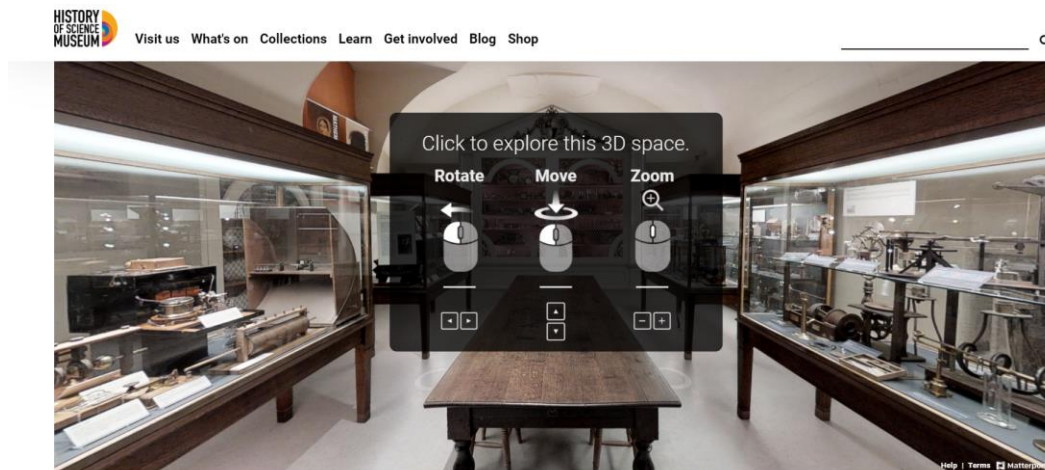 HISTORY
OF SCIENCE
MUSEUM
Visit us What's on Collections Learn Get involved Blog Shop
Click to explore this 3D space.
Rotate Move Zoom
Help | Terms Matterpo